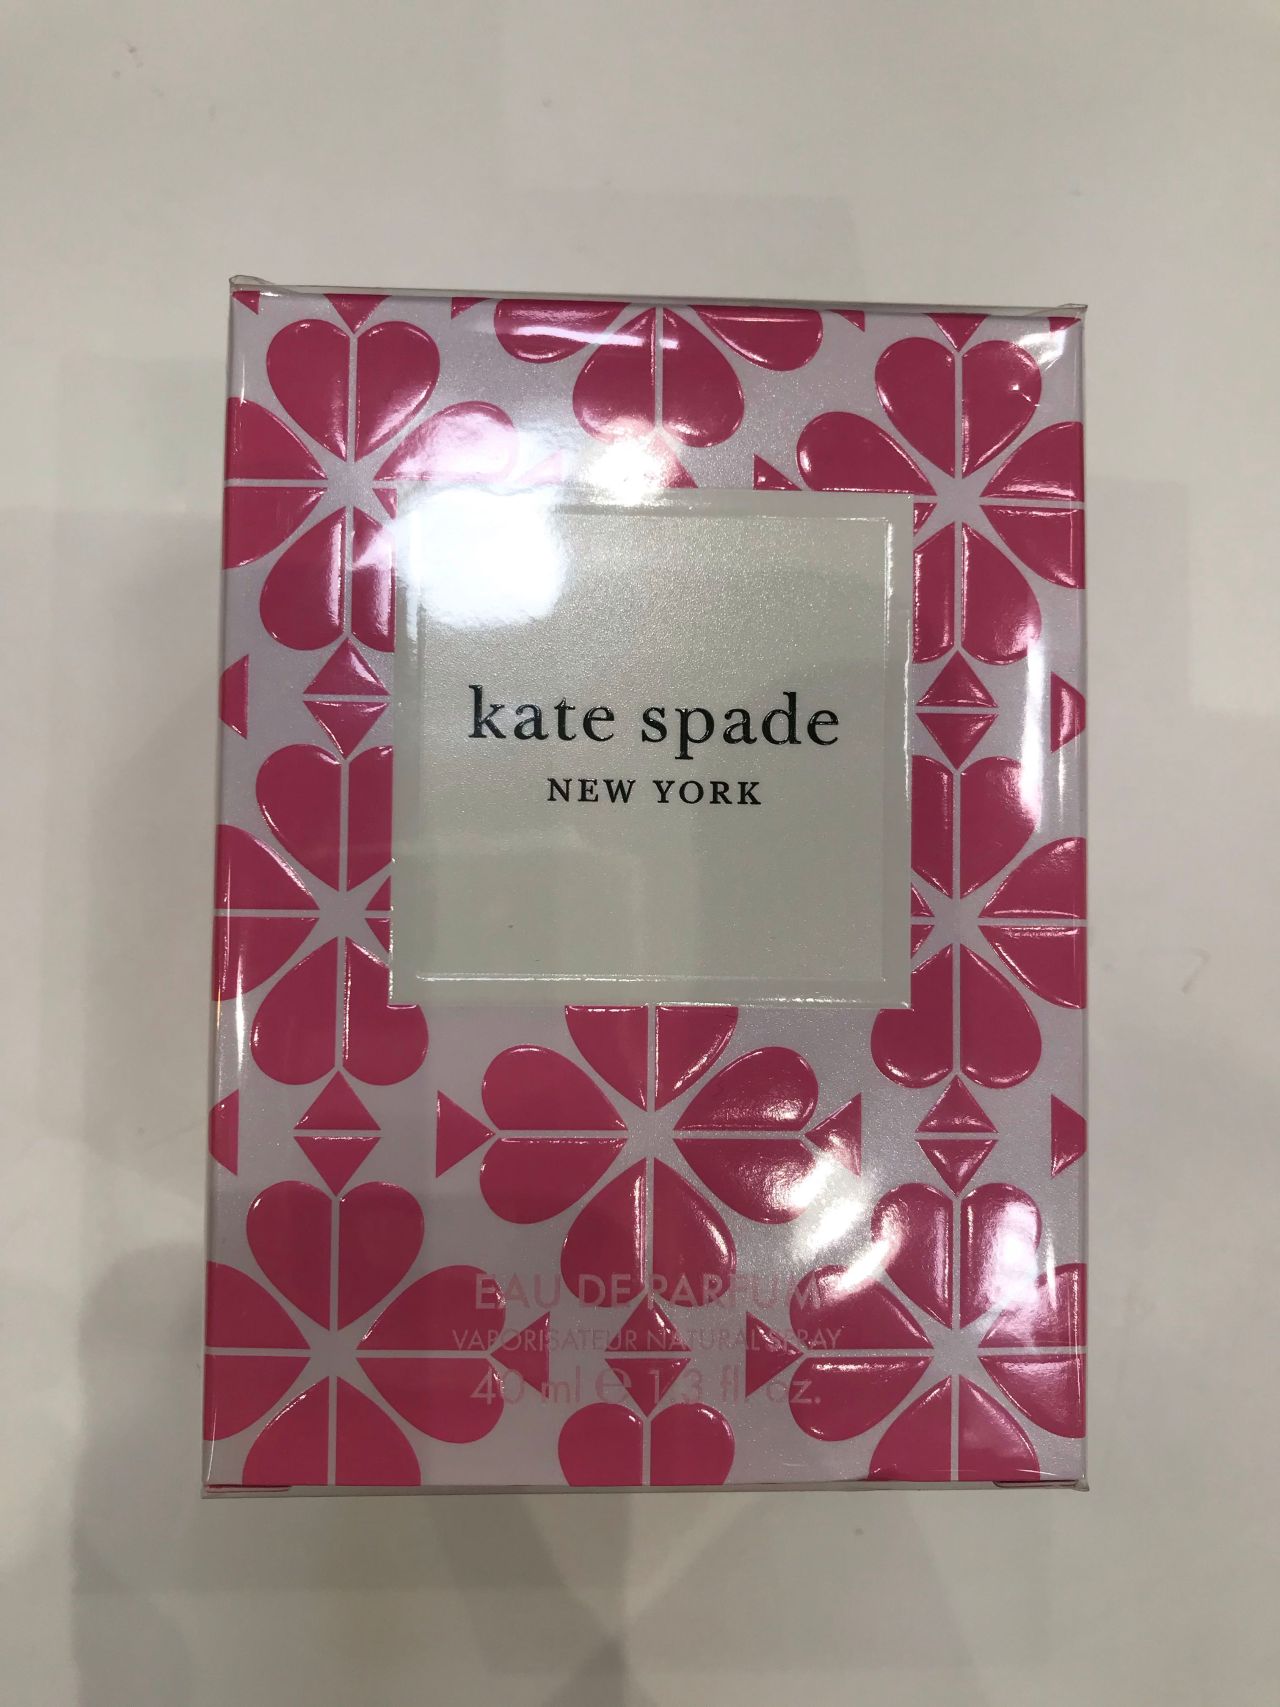 kate spade
NEW YORK
EAU DE PARFUM
VAPORISATEUR NATURAL SPRAY
40 ml ℮ 1.3 fl. oz.